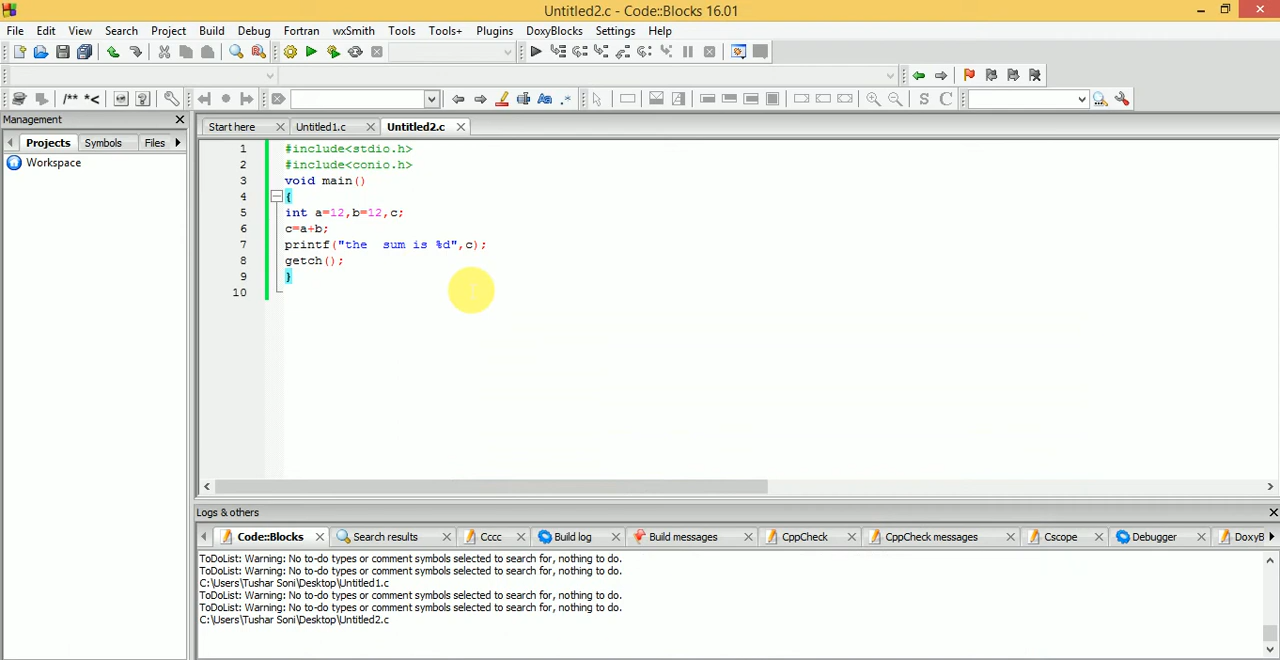 Untitled2.c - Code::Blocks 16.01
File Edit View Search Project Build Debug Fortran wxSmith Tools Tools+ Plugins DoxyBlocks Settings Help
/** *<
S C
Management
Projects Symbols Files
Workspace
Start here Untitled1.c Untitled2.c
1 #include<stdio.h>
2 #include<conio.h>
3 void main()
4 {
5 int a=12,b=12,c;
6 c=a+b;
7 printf("the  sum is %d",c);
8 getch();
9 }
10
Logs & others
Code::Blocks Search results Cccc Build log Build messages CppCheck CppCheck messages Cscope Debugger DoxyB
ToDoList: Warning: No to-do types or comment symbols selected to search for, nothing to do.
ToDoList: Warning: No to-do types or comment symbols selected to search for, nothing to do.
C:\Users\Tushar Soni\Desktop\Untitled1.c
ToDoList: Warning: No to-do types or comment symbols selected to search for, nothing to do.
ToDoList: Warning: No to-do types or comment symbols selected to search for, nothing to do.
C:\Users\Tushar Soni\Desktop\Untitled2.c